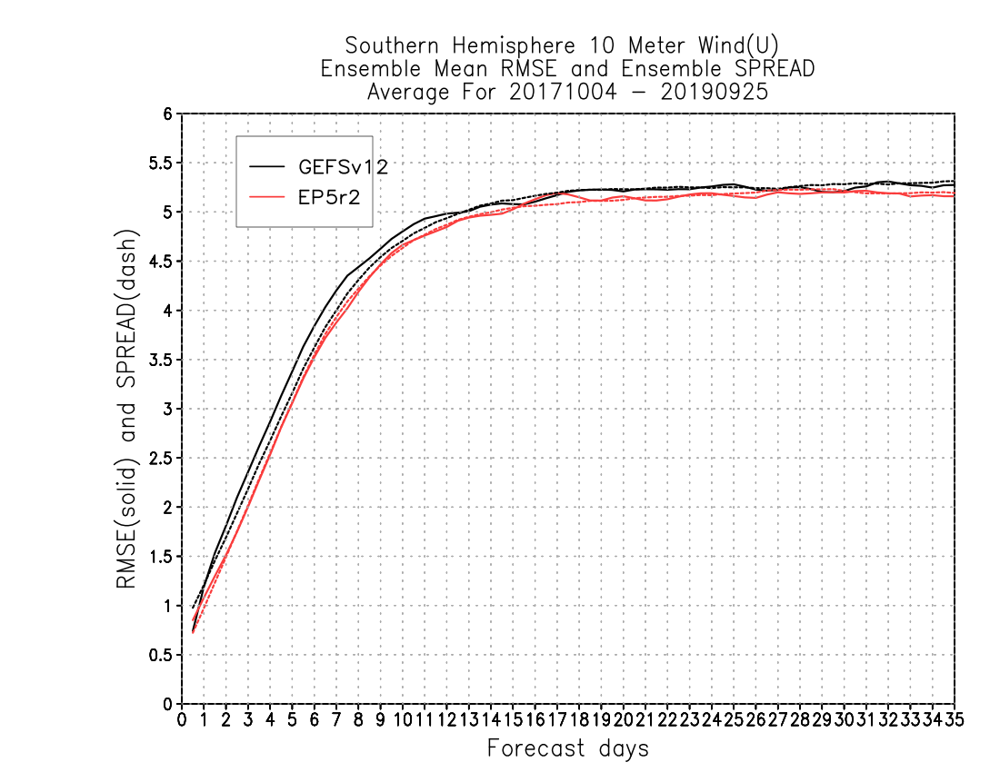 Southern Hemisphere 10 Meter Wind(U)
Ensemble Mean RMSE and Ensemble SPREAD
Average For 20171004 - 20190925
GEFSv12
EP5r2
RMSE(solid) and SPREAD(dash)
6
5.5
5
4.5
4
3.5
3
2.5
2
1.5
1
0.5
0
0 1 2 3 4 5 6 7 8 9 10 11 12 13 14 15 16 17 18 19 20 21 22 23 24 25 26 27 28 29 30 31 32 33 34 35
Forecast days